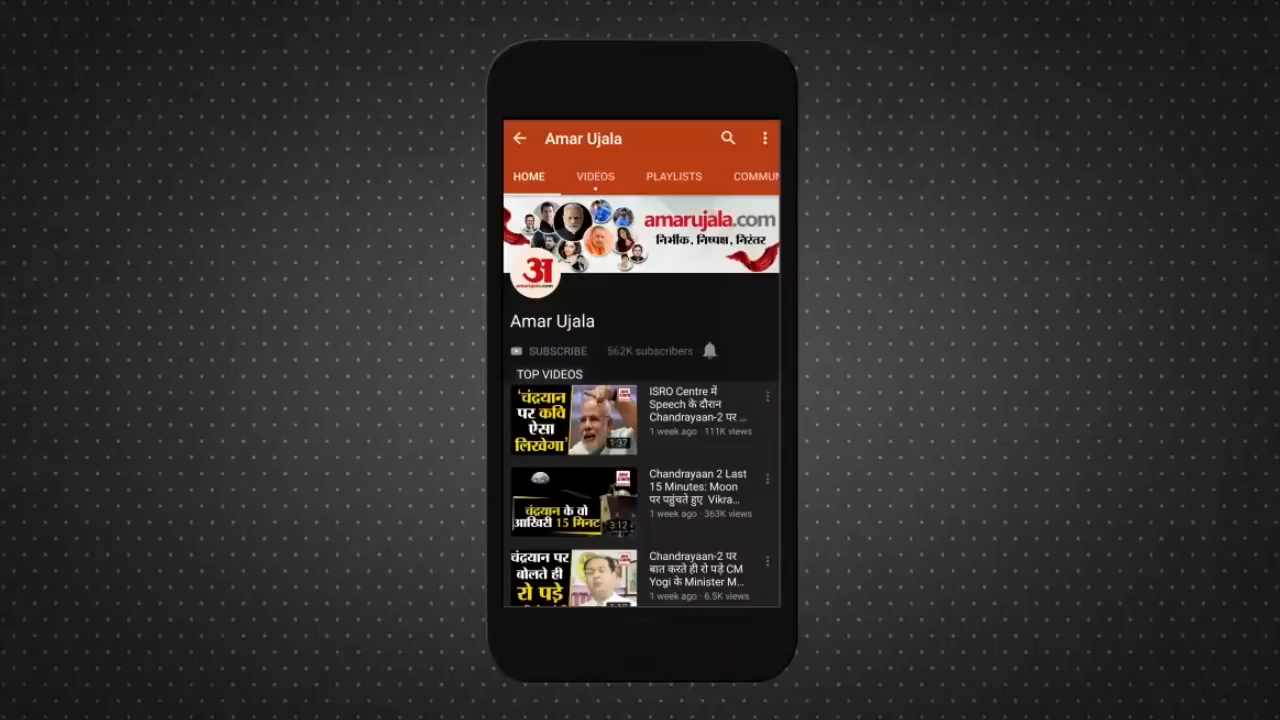 Amar Ujala
HOME VIDEOS PLAYLISTS COMMUN
amarujala.com
निर्भीक, निष्पक्ष, निरंतर
अ
amarujala.com
Amar Ujala
SUBSCRIBE 562K subscribers
TOP VIDEOS
'चंद्रयान
पर कवि
ऐसा
लिखेगा'
1:37
ISRO Centre में
Speech के दौरान
Chandrayaan-2 पर ...
1 week ago · 111K views
चंद्रयान के वो
आखिरी 15 मिनट
3:12
Chandrayaan 2 Last
15 Minutes: Moon
पर पहुंचते हुए Vikra...
1 week ago · 363K views
चंद्रयान पर
बोलते ही
रो पड़े
Chandrayaan-2 पर
बात करते ही रो पड़े CM
Yogi के Minister M...
1 week ago · 6.5K views